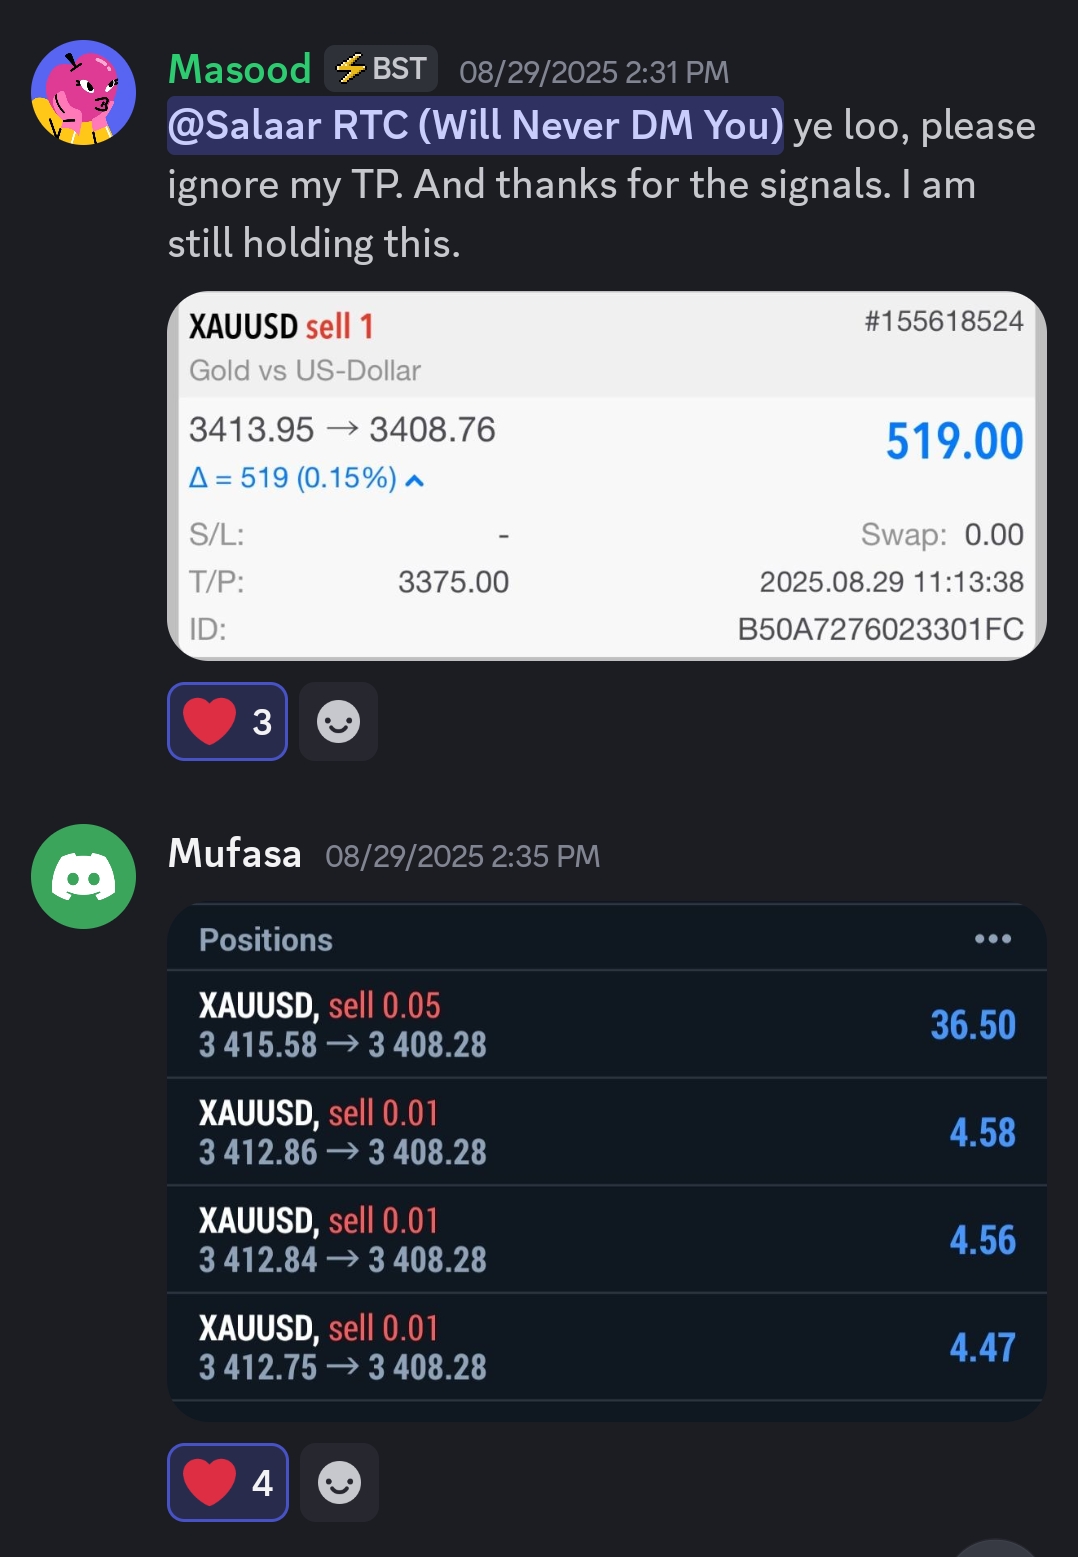 Masood ⚡ BST 08/29/2025 2:31 PM
@Salaar RTC (Will Never DM You) ye loo, please
ignore my TP. And thanks for the signals. I am
still holding this.
XAUUSD sell 1 #155618524
Gold vs US-Dollar
3413.95 → 3408.76 519.00
Δ = 519 (0.15%)
S/L: - Swap: 0.00
T/P: 3375.00 2025.08.29 11:13:38
ID: B50A7276023301FC
❤️ 3
Mufasa 08/29/2025 2:35 PM
Positions •••
XAUUSD, sell 0.05
3 415.58 → 3 408.28 36.50
XAUUSD, sell 0.01
3 412.86 → 3 408.28 4.58
XAUUSD, sell 0.01
3 412.84 → 3 408.28 4.56
XAUUSD, sell 0.01
3 412.75 → 3 408.28 4.47
❤️ 4